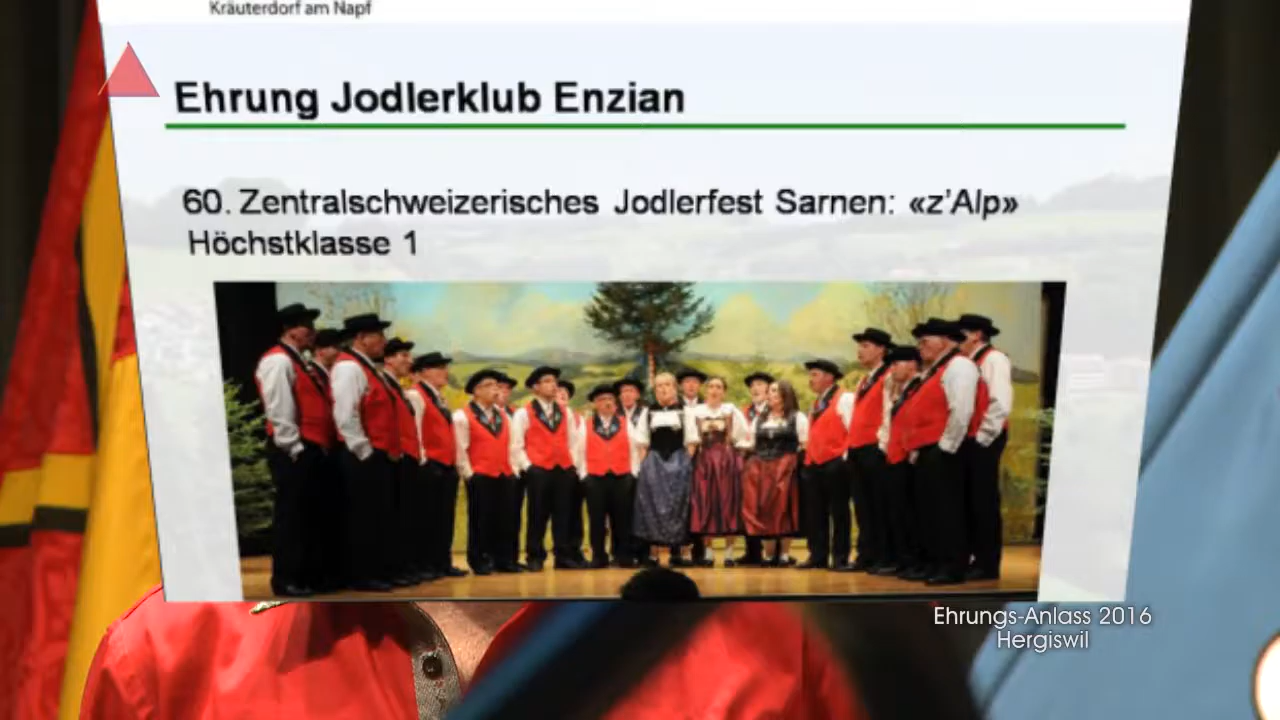 Kräuterdorf am Napf
Ehrung Jodlerklub Enzian
60. Zentralschweizerisches Jodlerfest Sarnen: «z'Alp»
Höchstklasse 1
Ehrungs-Anlass 2016
Hergiswil